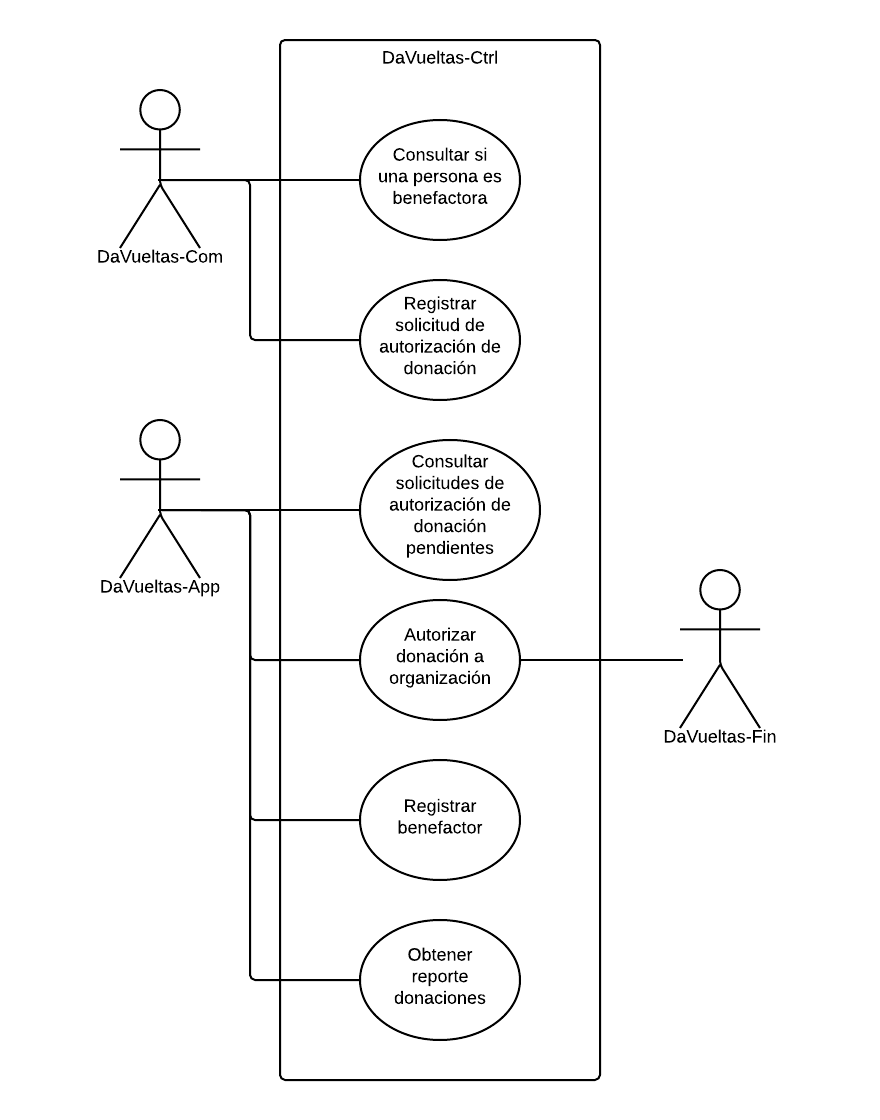 DaVueltas-Ctrl
Consultar si
una persona es
benefactora
DaVueltas-Com
Registrar
solicitud de
autorización de
donación
Consultar
solicitudes de
autorización de
donación
pendientes
DaVueltas-App
Autorizar
donación a
organización
DaVueltas-Fin
Registrar
benefactor
Obtener
reporte
donaciones